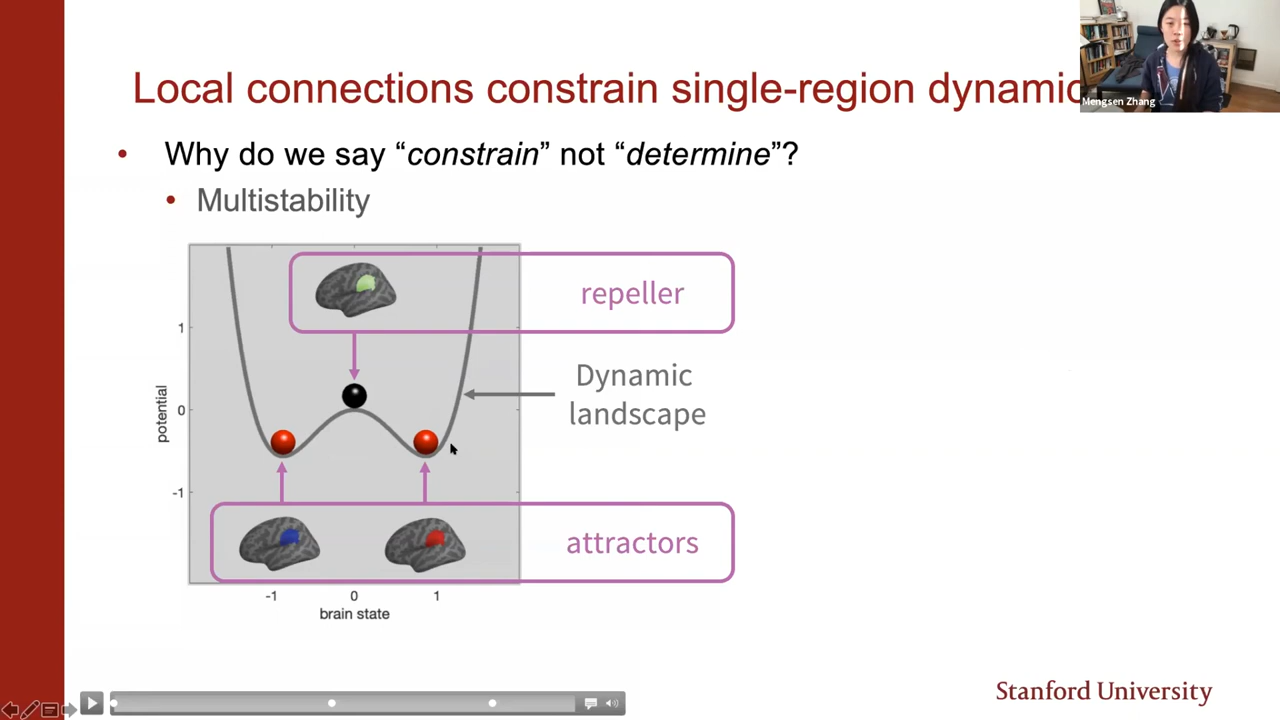 Local connections constrain single-region dynamic
Mengsen Zhang
• Why do we say “constrain” not “determine”?
• Multistability
repeller
1
Dynamic
landscape
0
potential
-1
attractors
-1 0 1
brain state
Stanford University